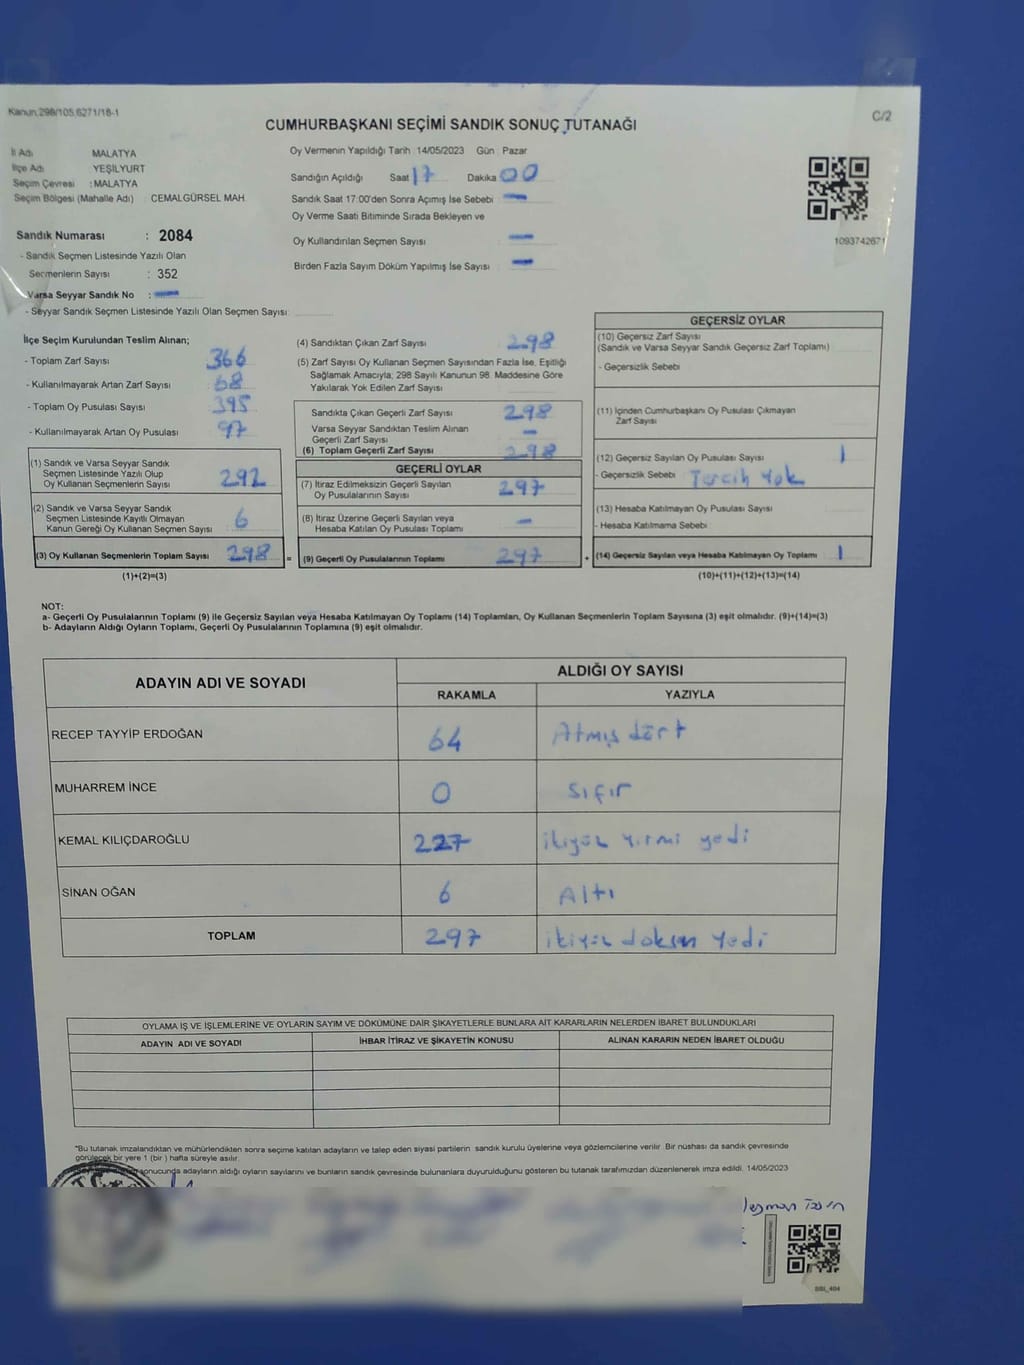 Kanun.298/105.6271/18-1
C/2
CUMHURBAŞKANI SEÇİMİ SANDIK SONUÇ TUTANAĞI
İl Adı MALATYA
İlçe Adı YEŞİLYURT
Seçim Çevresi : MALATYA
Seçim Bölgesi (Mahalle Adı) CEMALGÜRSEL MAH.
Sandık Numarası : 2084
- Sandık Seçmen Listesinde Yazılı Olan
Seçmenlerin Sayısı : 352
Varsa Seyyar Sandık No : —
- Seyyar Sandık Seçmen Listesinde Yazılı Olan Seçmen Sayısı:
Oy Vermenin Yapıldığı Tarih : 14/05/2023 Gün : Pazar
Sandığın Açıldığı Saat 17 Dakika 00
Sandık Saat 17:00'den Sonra Açımış İse Sebebi —
Oy Verme Saati Bitiminde Sırada Bekleyen ve
Oy Kullandırılan Seçmen Sayısı —
Birden Fazla Sayım Döküm Yapılmış İse Sayısı —
1093742671
İlçe Seçim Kurulundan Teslim Alınan;
- Toplam Zarf Sayısı 366
- Kullanılmayarak Artan Zarf Sayısı 68
- Toplam Oy Pusulası Sayısı 395
- Kullanılmayarak Artan Oy Pusulası 97
(1) Sandık ve Varsa Seyyar Sandık
Seçmen Listesinde Yazılı Olup
Oy Kullanan Seçmenlerin Sayısı 292
(2) Sandık ve Varsa Seyyar Sandık
Seçmen Listesinde Kayıtlı Olmayan
Kanun Gereği Oy Kullanan Seçmen Sayısı 6
(3) Oy Kullanan Seçmenlerin Toplam Sayısı 298 =
(1)+(2)=(3)
(4) Sandıktan Çıkan Zarf Sayısı 298
(5) Zarf Sayısı Oy Kullanan Seçmen Sayısından Fazla İse, Eşitliği
Sağlamak Amacıyla; 298 Sayılı Kanunun 98. Maddesine Göre
Yakılarak Yok Edilen Zarf Sayısı
Sandıkta Çıkan Geçerli Zarf Sayısı 298
Varsa Seyyar Sandıktan Teslim Alınan
Geçerli Zarf Sayısı —
(6) Toplam Geçerli Zarf Sayısı 298
GEÇERLİ OYLAR
(7) İtiraz Edilmeksizin Geçerli Sayılan
Oy Pusulalarının Sayısı 297
(8) İtiraz Üzerine Geçerli Sayılan veya
Hesaba Katılan Oy Pusulası Toplamı —
(9) Geçerli Oy Pusulalarının Toplamı 297 +
GEÇERSİZ OYLAR
(10) Geçersiz Zarf Sayısı
(Sandık ve Varsa Seyyar Sandık Geçersiz Zarf Toplamı)
- Geçersizlik Sebebi
(11) İçinden Cumhurbaşkanı Oy Pusulası Çıkmayan
Zarf Sayısı
(12) Geçersiz Sayılan Oy Pusulası Sayısı 1
- Geçersizlik Sebebi Tercih Yok
(13) Hesaba Katılmayan Oy Pusulası Sayısı
- Hesaba Katılmama Sebebi
(14) Geçersiz Sayılan veya Hesaba Katılmayan Oy Toplamı 1
(10)+(11)+(12)+(13)=(14)
NOT:
a- Geçerli Oy Pusulalarının Toplamı (9) ile Geçersiz Sayılan veya Hesaba Katılmayan Oy Toplamı (14) Toplamları, Oy Kullanan Seçmenlerin Toplam Sayısına (3) eşit olmalıdır. (9)+(14)=(3)
b- Adayların Aldığı Oyların Toplamı, Geçerli Oy Pusulalarının Toplamına (9) eşit olmalıdır.
ADAYIN ADI VE SOYADI ALDIĞI OY SAYISI
RAKAMLA YAZIYLA
RECEP TAYYİP ERDOĞAN 64 Atmış dört
MUHARREM İNCE 0 sıfır
KEMAL KILIÇDAROĞLU 227 ikiyüz yirmi yedi
SİNAN OĞAN 6 Altı
TOPLAM 297 ikiyüz doksan yedi
OYLAMA İŞ VE İŞLEMLERİNE VE OYLARIN SAYIM VE DÖKÜMÜNE DAİR ŞİKAYETLERLE BUNLARA AİT KARARLARIN NELERDEN İBARET BULUNDUKLARI
ADAYIN ADI VE SOYADI İHBAR İTİRAZ VE ŞİKAYETİN KONUSU ALINAN KARARIN NEDEN İBARET OLDUĞU
*Bu tutanak imzalandıktan ve mühürlendikten sonra seçime katılan adayların ve talep eden siyasi partilerin sandık kurulu üyelerine veya gözlemcilerine verilir. Bir nüshası da sandık çevresinde
görülecek bir yere 1 (bir) hafta süreyle asılır.
sonucunda adayların aldığı oyların sayılarını ve bunların sandık çevresinde bulunanlara duyurulduğunu gösteren bu tutanak tarafımızdan düzenlenerek imza edildi. 14/05/2023